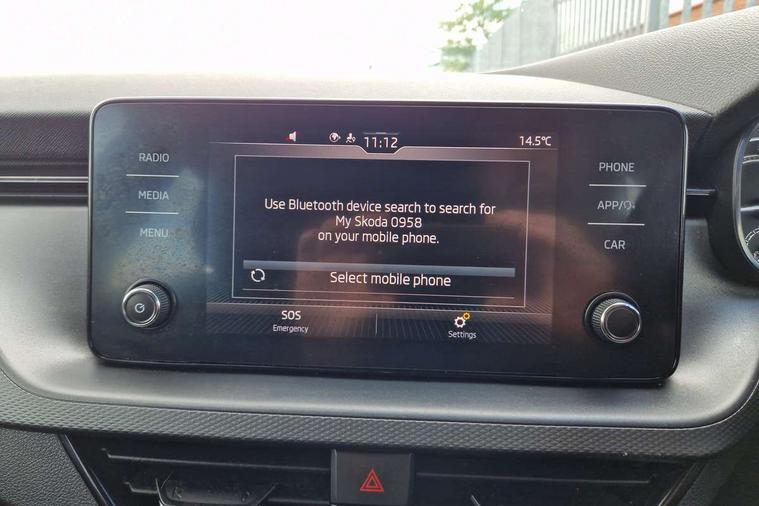 11:12
14.5°C
RADIO
MEDIA
MENU
Use Bluetooth device search to search for
My Skoda 0958
on your mobile phone.
Select mobile phone
SOS
Emergency
Settings
PHONE
APP/
CAR